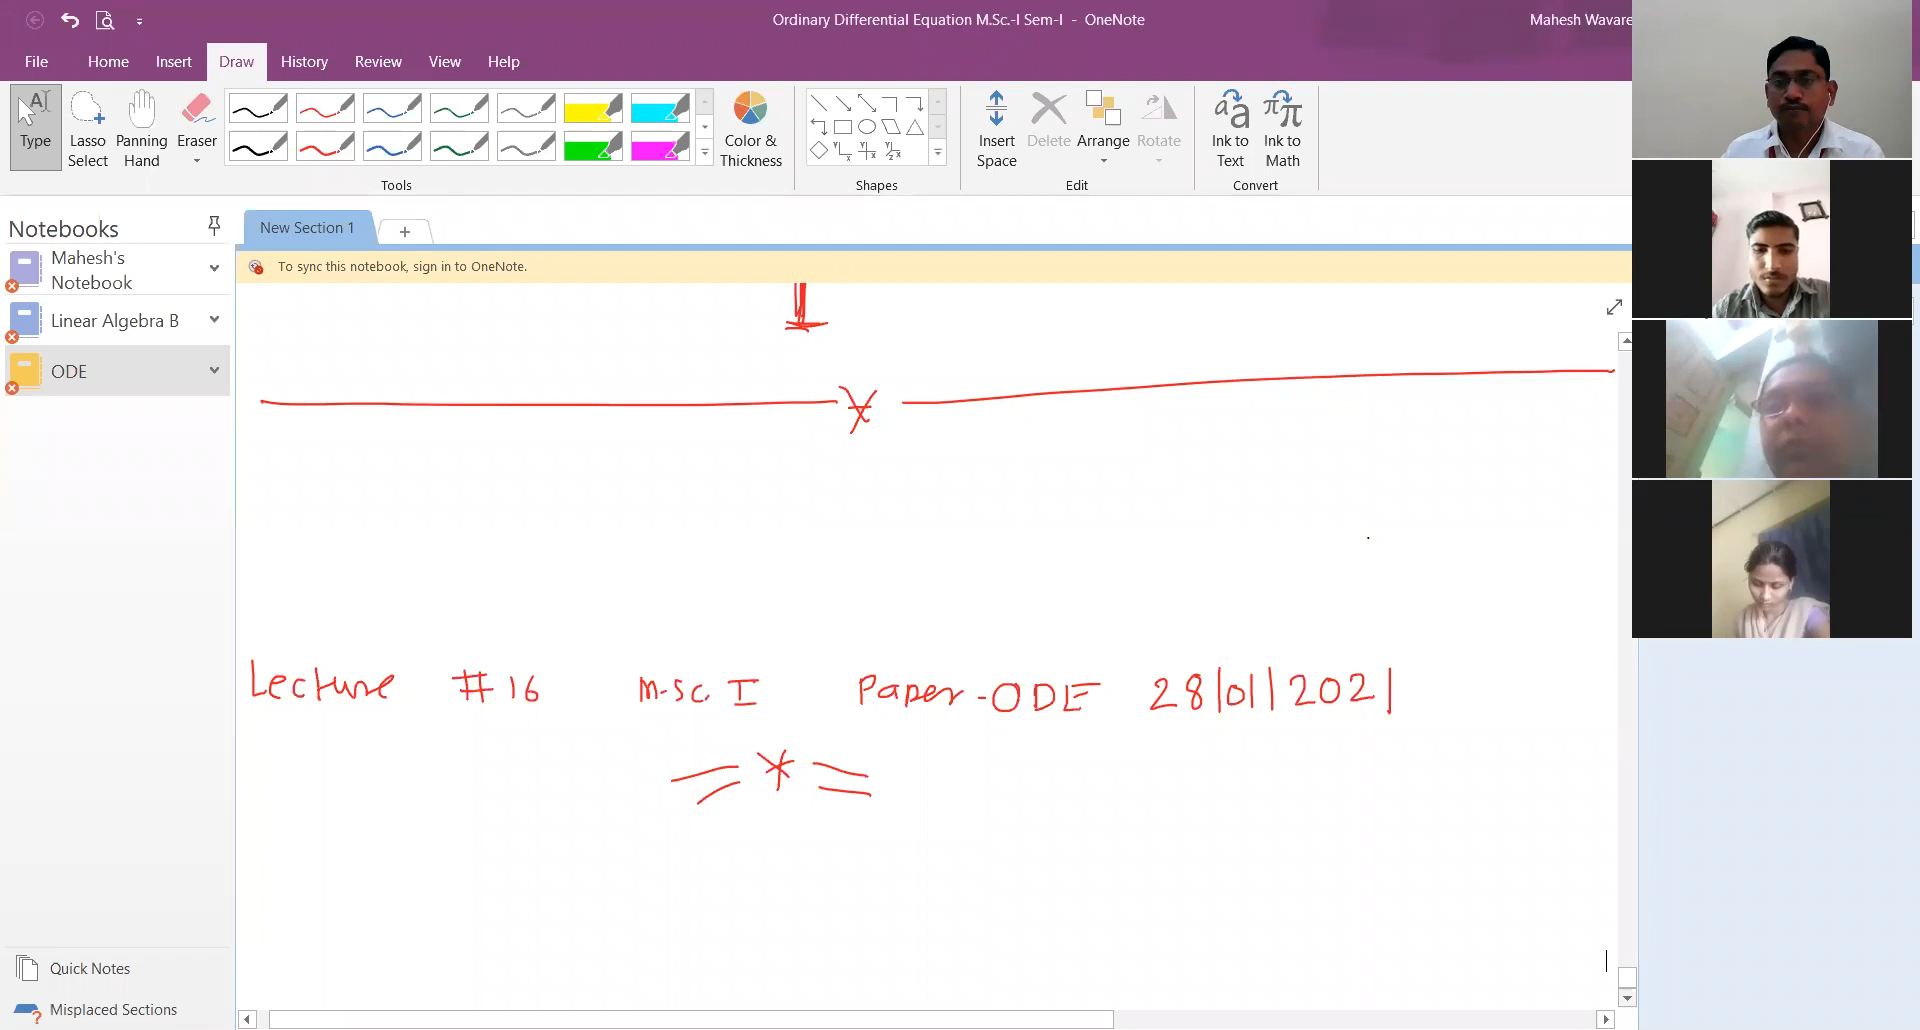 Ordinary Differential Equation M.Sc.-I Sem-I - OneNote
Mahesh Wavare
File Home Insert Draw History Review View Help
Type
Lasso Select
Panning Hand
Eraser
Color & Thickness
Insert Space
Delete
Arrange
Rotate
Ink to Text
Ink to Math
Tools
Shapes
Edit
Convert
Notebooks
Mahesh's Notebook
Linear Algebra B
ODE
New Section 1
To sync this notebook, sign in to OneNote.
Lecture #16 M.Sc. I Paper-ODE 28/01/2021
Quick Notes
Misplaced Sections